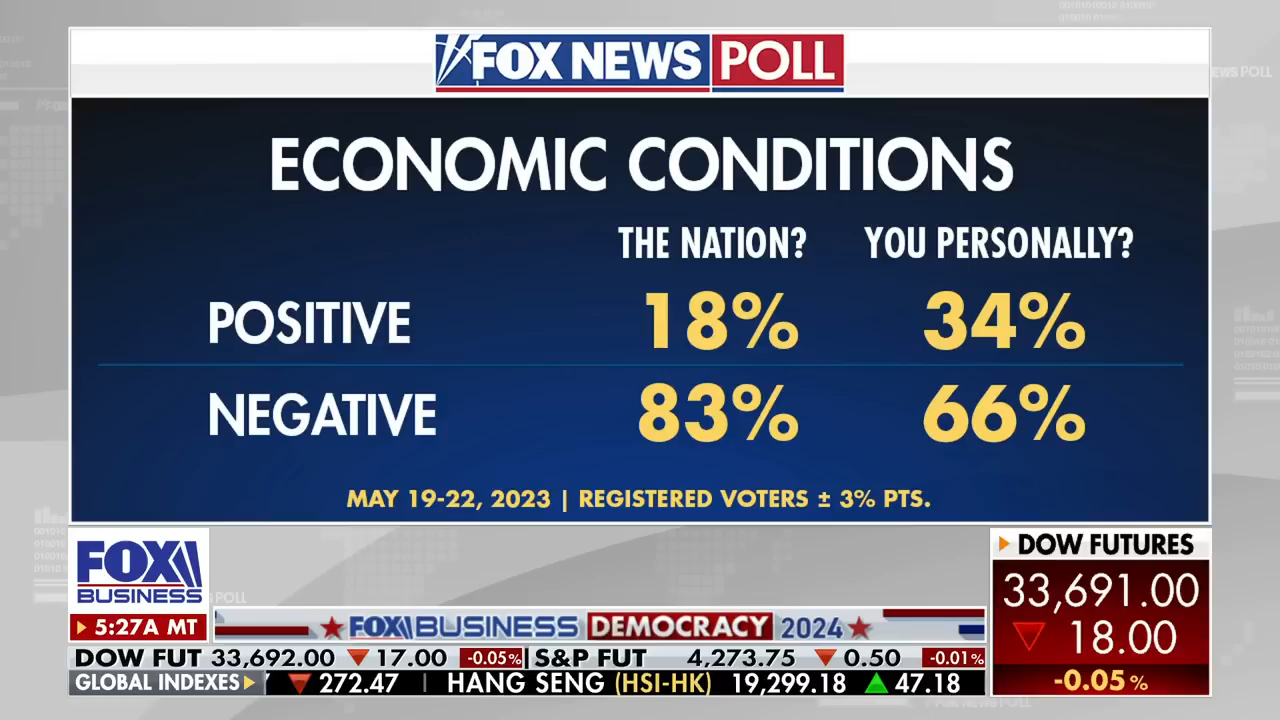 FOX NEWS POLL
ECONOMIC CONDITIONS
THE NATION? YOU PERSONALLY?
POSITIVE 18% 34%
NEGATIVE 83% 66%
MAY 19-22, 2023 | REGISTERED VOTERS ± 3% PTS.
FOX BUSINESS
5:27A MT
FOX BUSINESS DEMOCRACY 2024
DOW FUT 33,692.00 ▼ 17.00 -0.05% S&P FUT 4,273.75 ▼ 0.50 -0.01%
GLOBAL INDEXES ▼ 272.47 | HANG SENG (HSI-HK) 19,299.18 ▲ 47.18
DOW FUTURES
33,691.00
▼ 18.00
-0.05%